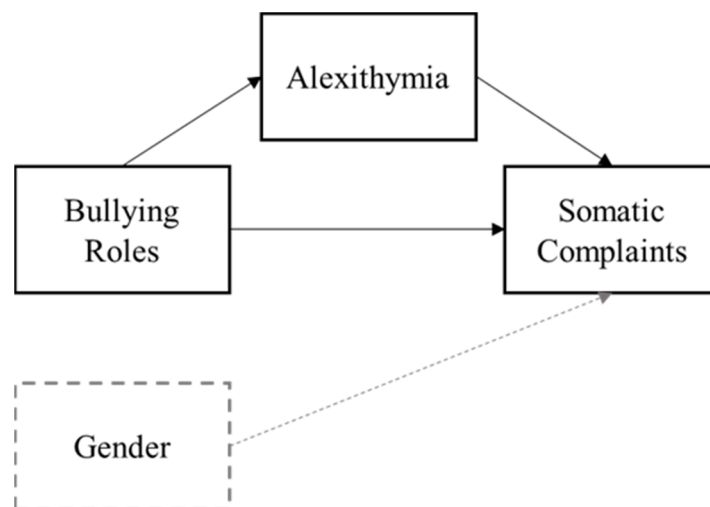 Alexithymia
Bullying
Roles
Somatic
Complaints
Gender